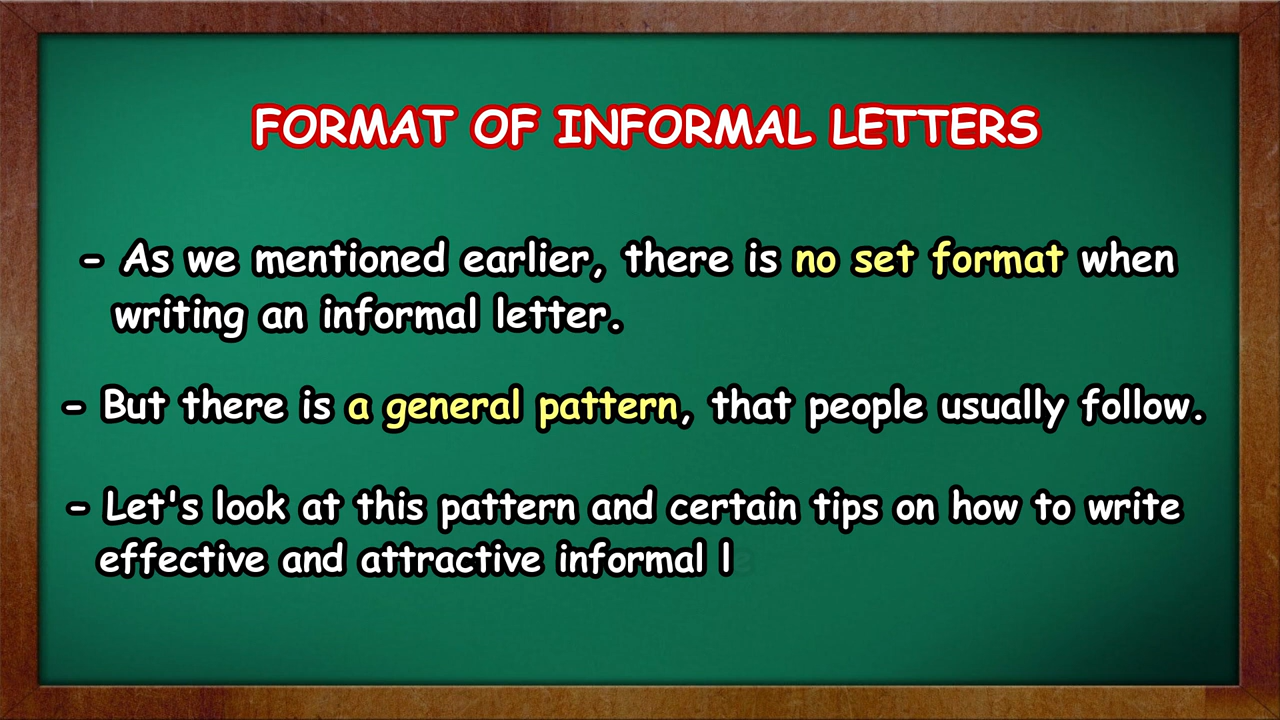 FORMAT OF INFORMAL LETTERS
- As we mentioned earlier, there is no set format when
writing an informal letter.
- But there is a general pattern, that people usually follow.
- Let's look at this pattern and certain tips on how to write
effective and attractive informal l